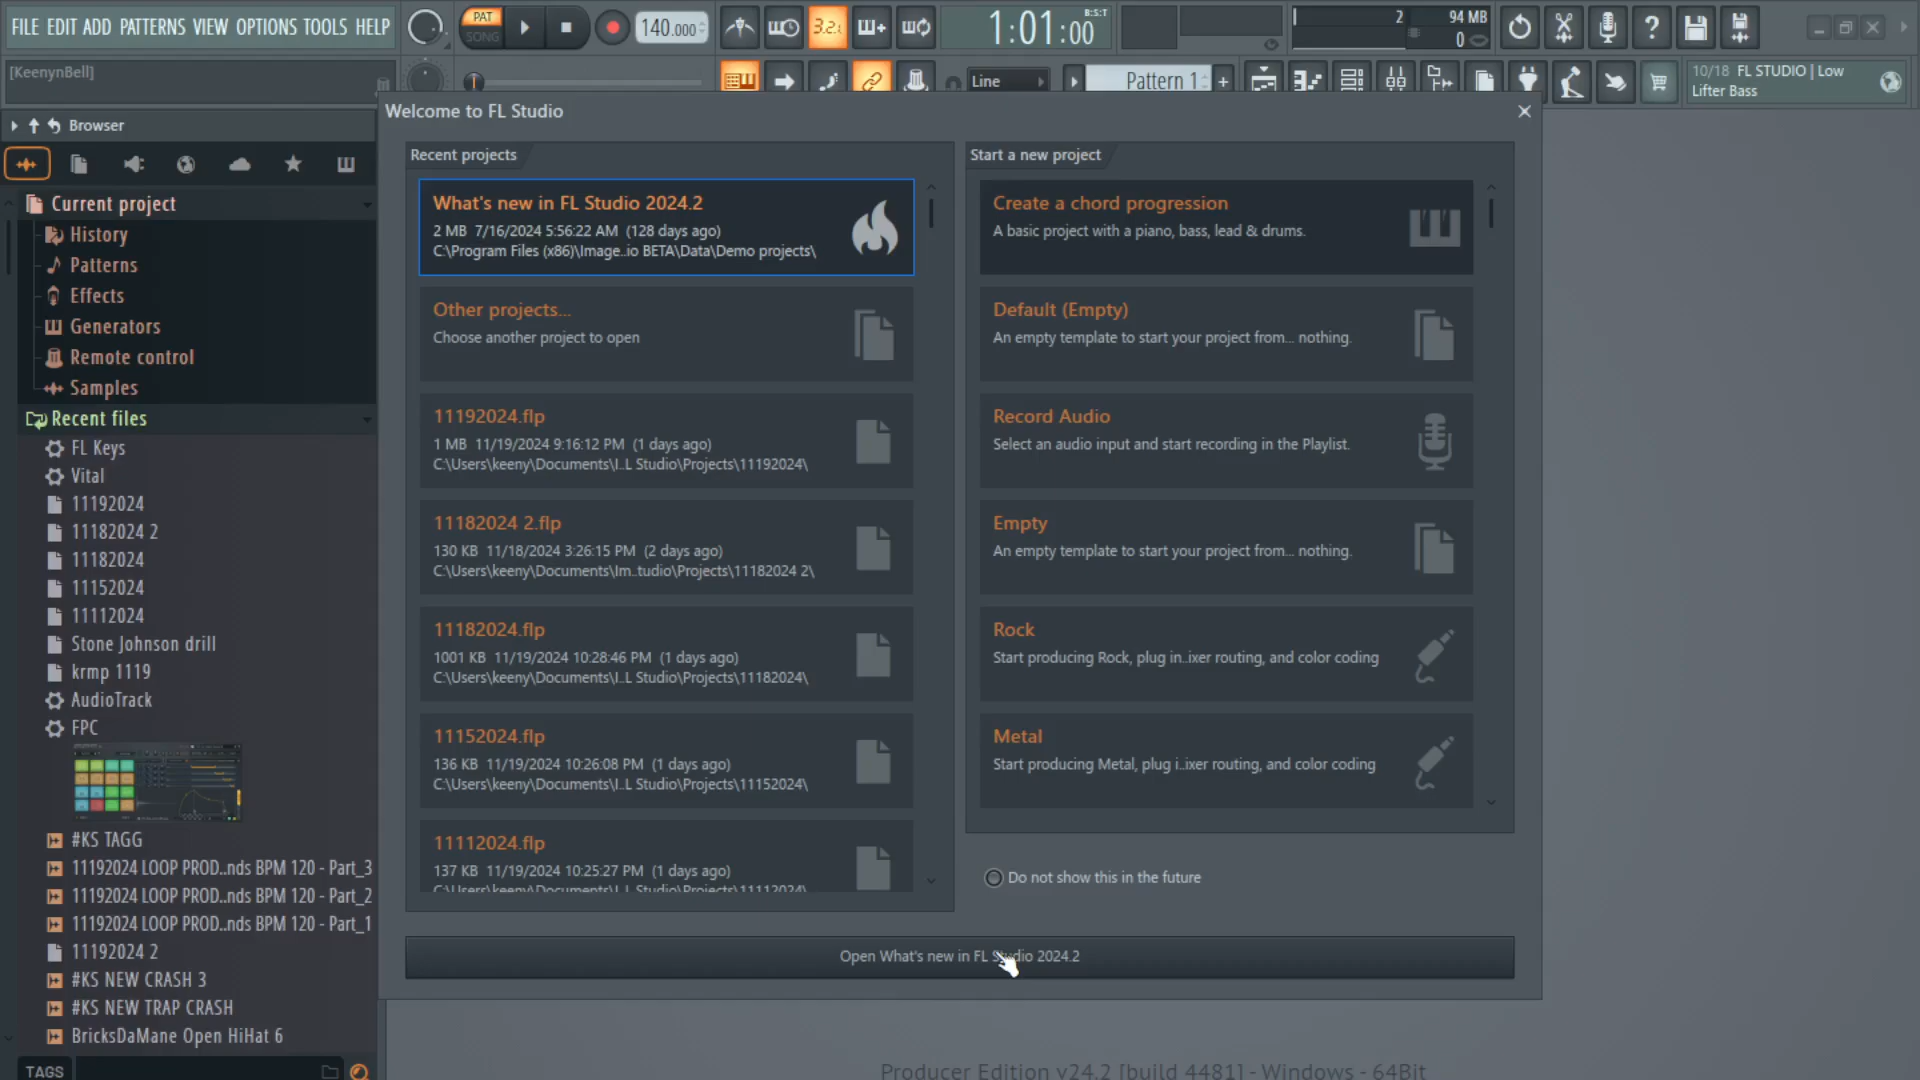 FILE EDIT ADD PATTERNS VIEW OPTIONS TOOLS HELP
PAT
SONG
140.000
3.2.
1:01:00
B:S:T
2
94 MB
0
[KeenynBell]
Line
Pattern 1
10/18 FL STUDIO | Low
Lifter Bass
Browser
Current project
History
Patterns
Effects
Generators
Remote control
Samples
Recent files
FL Keys
Vital
11192024
11182024 2
11182024
11152024
11112024
Stone Johnson drill
krmp 1119
AudioTrack
FPC
#KS TAGG
11192024 LOOP PROD..nds BPM 120 - Part_3
11192024 LOOP PROD..nds BPM 120 - Part_2
11192024 LOOP PROD..nds BPM 120 - Part_1
11192024 2
#KS NEW CRASH 3
#KS NEW TRAP CRASH
BricksDaMane Open HiHat 6
TAGS
Welcome to FL Studio
Recent projects
What's new in FL Studio 2024.2
2 MB 7/16/2024 5:56:22 AM (128 days ago)
C:\Program Files (x86)\Image..io BETA\Data\Demo projects\
Other projects...
Choose another project to open
11192024.flp
1 MB 11/19/2024 9:16:12 PM (1 days ago)
C:\Users\keeny\Documents\I..L Studio\Projects\11192024\
11182024 2.flp
130 KB 11/18/2024 3:26:15 PM (2 days ago)
C:\Users\keeny\Documents\Im..tudio\Projects\11182024 2\
11182024.flp
1001 KB 11/19/2024 10:28:46 PM (1 days ago)
C:\Users\keeny\Documents\I..L Studio\Projects\11182024\
11152024.flp
136 KB 11/19/2024 10:26:08 PM (1 days ago)
C:\Users\keeny\Documents\I..L Studio\Projects\11152024\
11112024.flp
137 KB 11/19/2024 10:25:27 PM (1 days ago)
C:\Users\keeny\Documents\I..L Studio\Projects\11112024\
Start a new project
Create a chord progression
A basic project with a piano, bass, lead & drums.
Default (Empty)
An empty template to start your project from... nothing.
Record Audio
Select an audio input and start recording in the Playlist.
Empty
An empty template to start your project from... nothing.
Rock
Start producing Rock, plug in..ixer routing, and color coding
Metal
Start producing Metal, plug i..ixer routing, and color coding
Do not show this in the future
Open What's new in FL Studio 2024.2
Producer Edition v24.2 [build 4481] - Windows - 64Bit